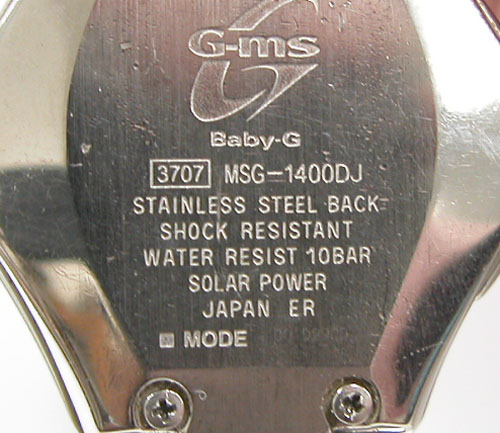 G-ms
Baby-G
3707 MSG-1400DJ
STAINLESS STEEL BACK
SHOCK RESISTANT
WATER RESIST 10BAR
SOLAR POWER
JAPAN ER
MODE